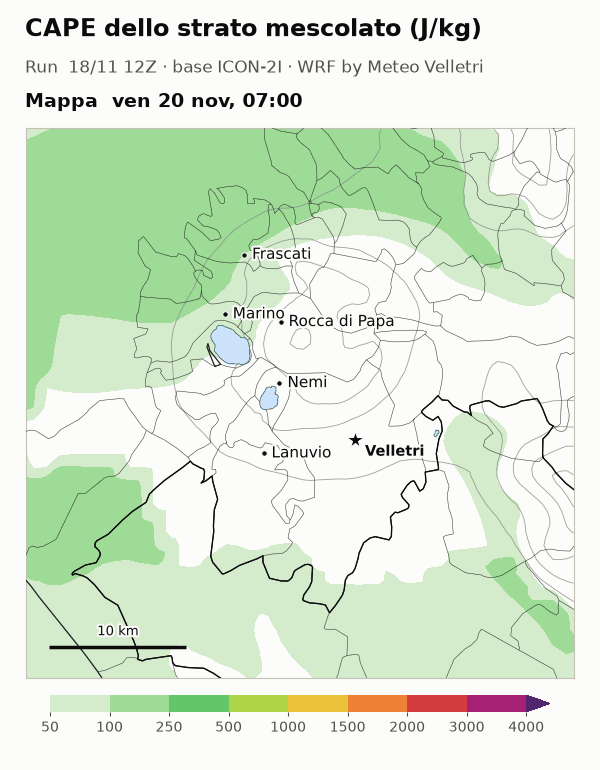 CAPE dello strato mescolato (J/kg)
Run  18/11 12Z · base ICON-2I · WRF by Meteo Velletri
Mappa  ven 20 nov, 07:00
Frascati
Marino
Rocca di Papa
Nemi
Velletri
Lanuvio
10 km
50 100 250 500 1000 1500 2000 3000 4000